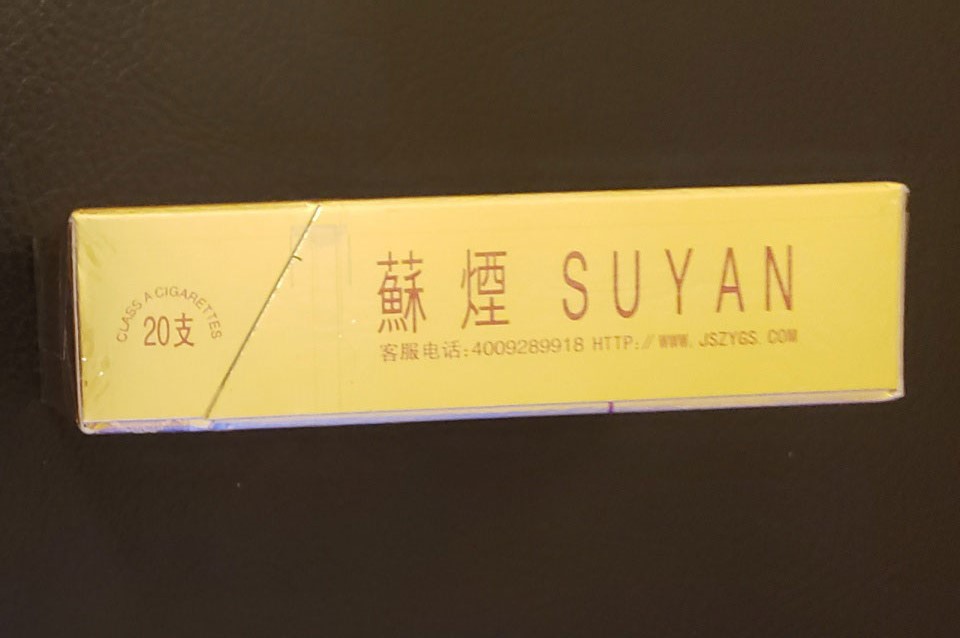 CLASS A CIGARETTES
20支
蘇煙 SUYAN
客服电话:4009289918 HTTP://WWW.JSZYGS.COM